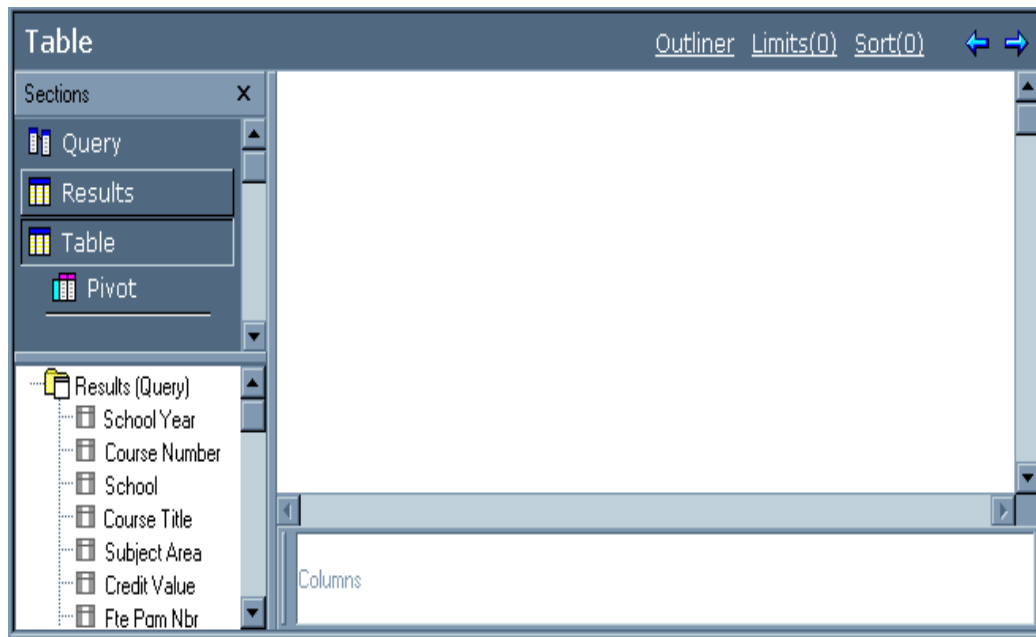 Table
Outliner Limits(0) Sort(0)
Sections
Query
Results
Table
Pivot
Results (Query)
School Year
Course Number
School
Course Title
Subject Area
Credit Value
Fte Pgm Nbr
Columns